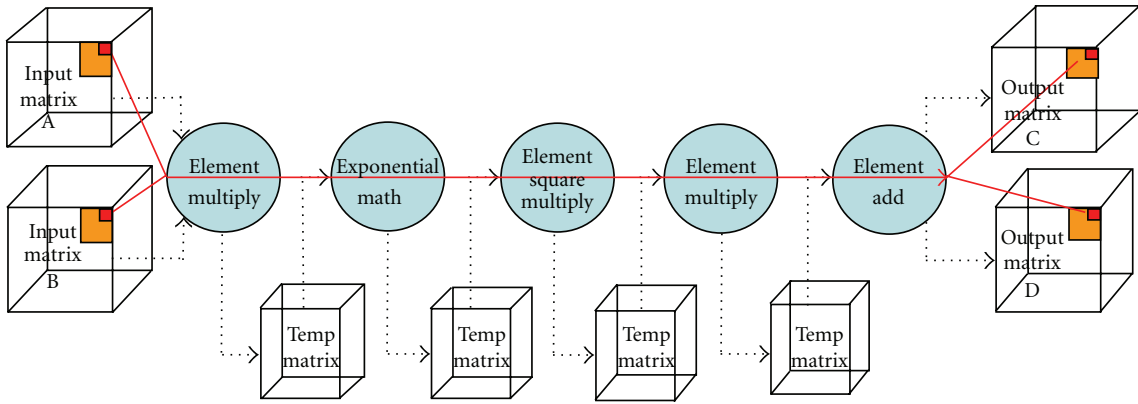 Input
matrix
A
Input
matrix
B
Element
multiply
Exponential
math
Element
square
multiply
Element
multiply
Element
add
Output
matrix
C
Output
matrix
D
Temp
matrix
Temp
matrix
Temp
matrix
Temp
matrix